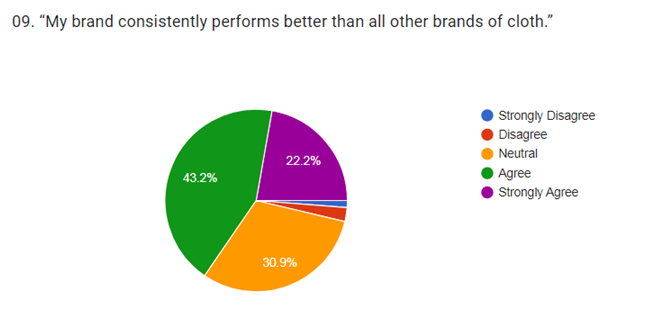 09. “My brand consistently performs better than all other brands of cloth.”
Strongly Disagree
Disagree
Neutral
Agree
Strongly Agree
22.2%
43.2%
30.9%